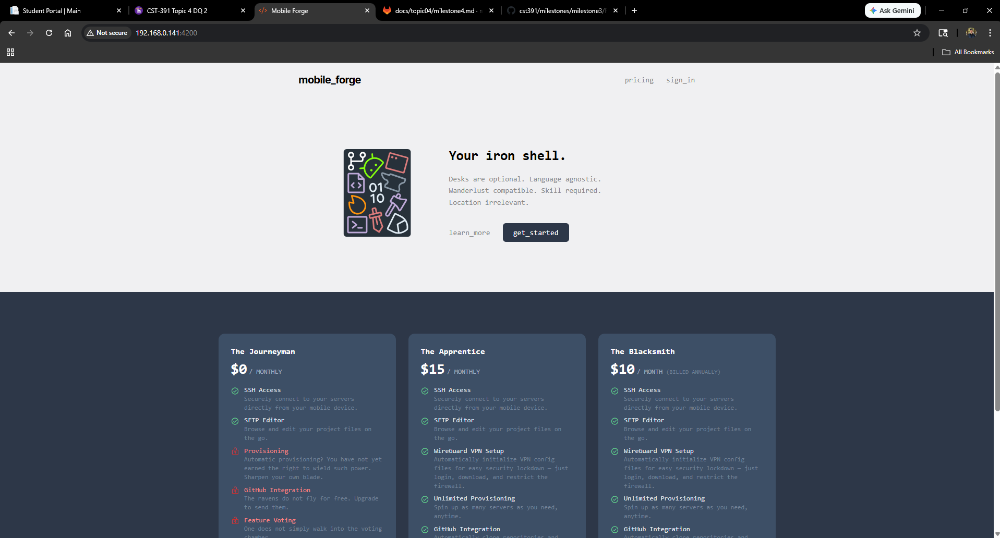 Student Portal | Main
CST-391 Topic 4 DQ 2
Mobile Forge
docs/topic04/milestone4.md ·
cst391/milestones/milestone3/
Ask Gemini
Not secure
192.168.0.141:4200
All Bookmarks
mobile_forge
pricing
sign_in
Your iron shell.
Desks are optional. Language agnostic.
Wanderlust compatible. Skill required.
Location irrelevant.
learn_more
get_started
01
10
The Journeyman
$0 / MONTHLY
SSH Access
Securely connect to your servers
directly from your mobile device.
SFTP Editor
Browse and edit your project files on
the go.
Provisioning
Automatic provisioning? You have not yet
earned the right to wield such power.
Sharpen your own blade.
GitHub Integration
The ravens do not fly for free. Upgrade
to send them.
Feature Voting
One does not simply walk into the voting
chamber.
The Apprentice
$15 / MONTHLY
SSH Access
Securely connect to your servers
directly from your mobile device.
SFTP Editor
Browse and edit your project files on
the go.
WireGuard VPN Setup
Automatically initialize VPN config
files for easy security lockdown — just
login, download, and restrict the
firewall.
Unlimited Provisioning
Spin up as many servers as you need,
anytime.
GitHub Integration
Automatically clone repositories and
The Blacksmith
$10 / MONTH (BILLED ANNUALLY)
SSH Access
Securely connect to your servers
directly from your mobile device.
SFTP Editor
Browse and edit your project files on
the go.
WireGuard VPN Setup
Automatically initialize VPN config
files for easy security lockdown — just
login, download, and restrict the
firewall.
Unlimited Provisioning
Spin up as many servers as you need,
anytime.
GitHub Integration
Automatically clone repositories and